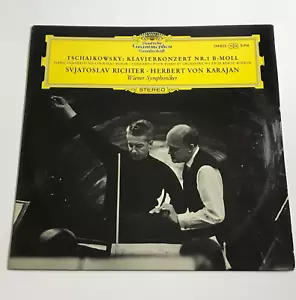 Deutsche
Grammophon
Gesellschaft
TSCHAIKOWSKY: KLAVIERKONZERT NR.1 B-MOLL
SVJATOSLAV RICHTER · HERBERT VON KARAJAN
Wiener Symphoniker
STEREO